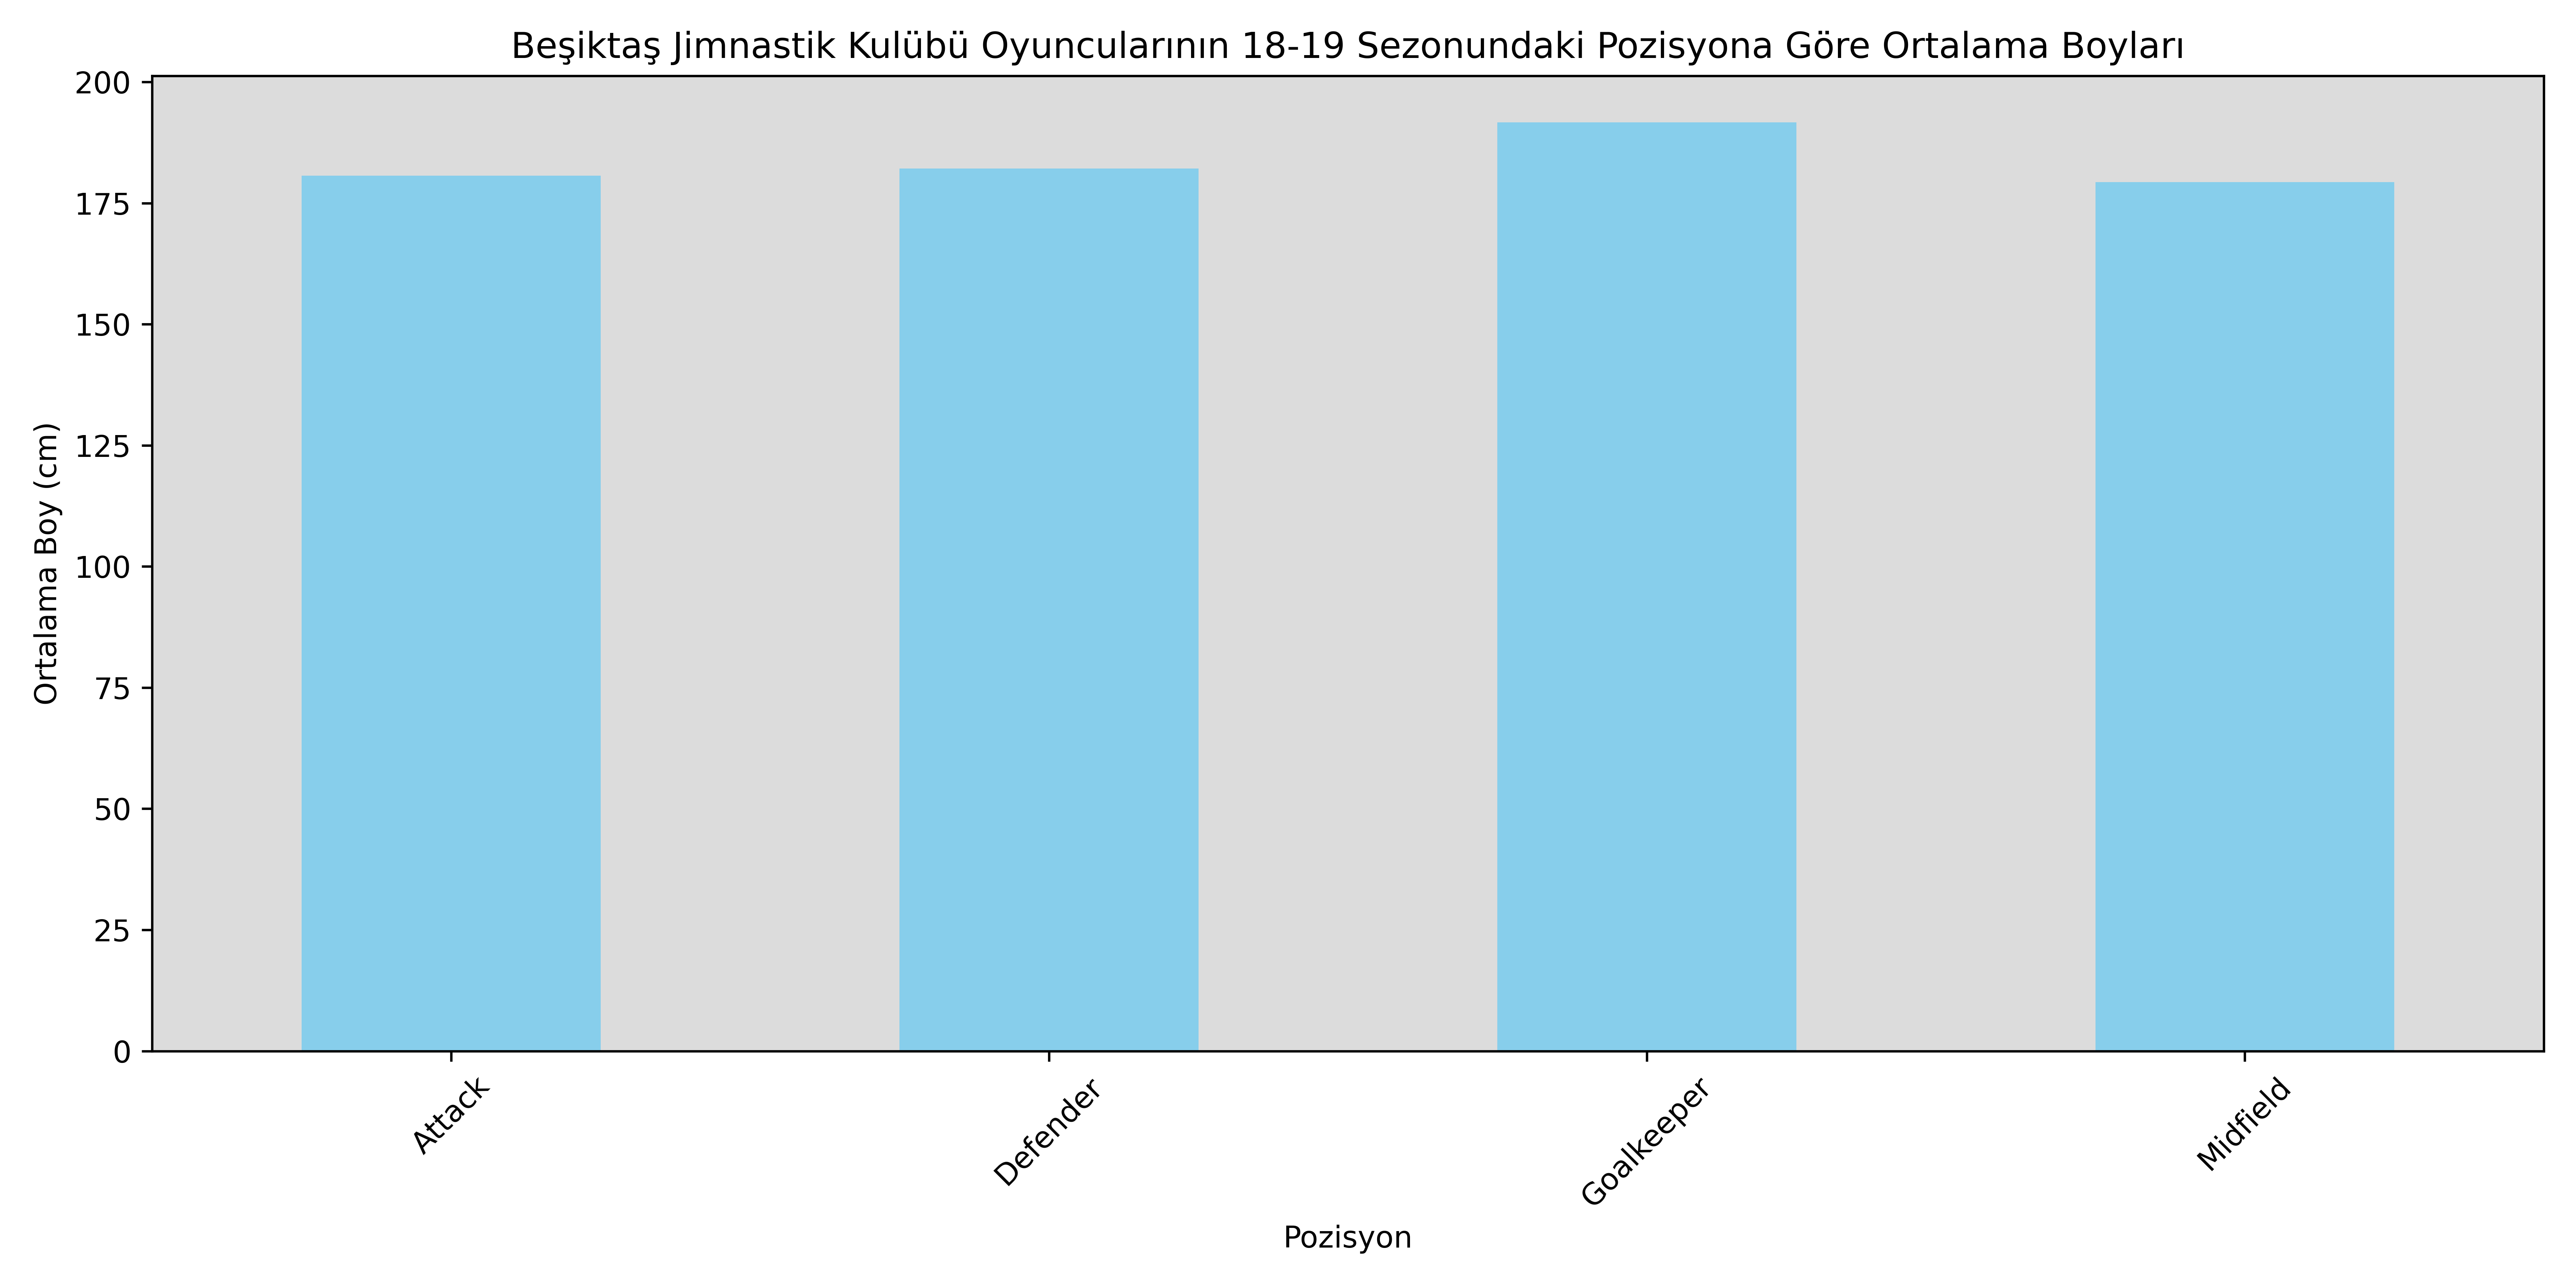 Beşiktaş Jimnastik Kulübü Oyuncularının 18-19 Sezonundaki Pozisyona Göre Ortalama Boyları
Ortalama Boy (cm)
200
175
150
125
100
75
50
25
0
Attack
Defender
Goalkeeper
Midfield
Pozisyon